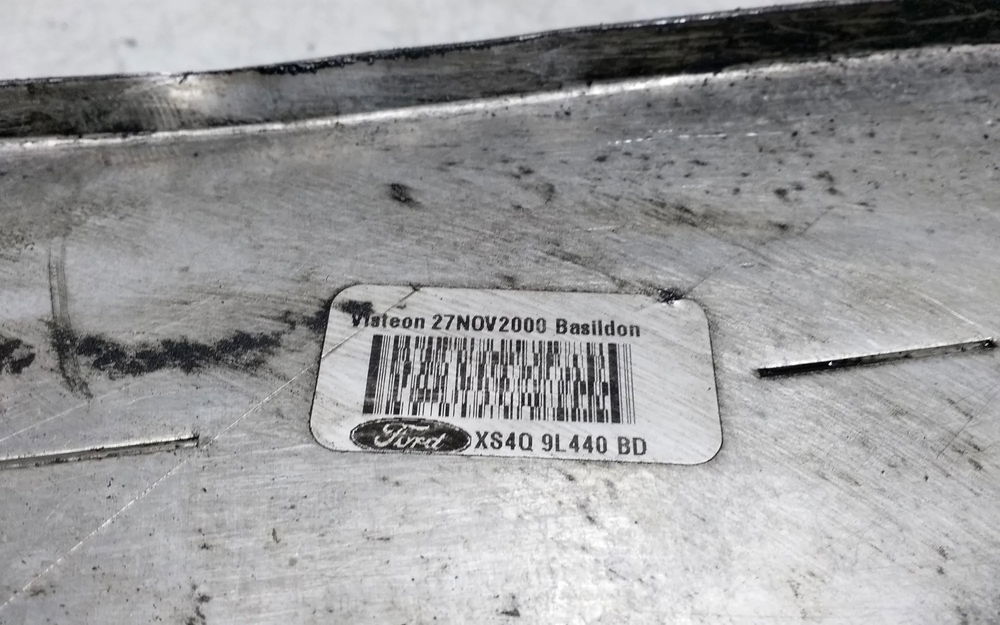 Visteon 27NOV2000 Basildon
Ford XS4Q 9L440 BD